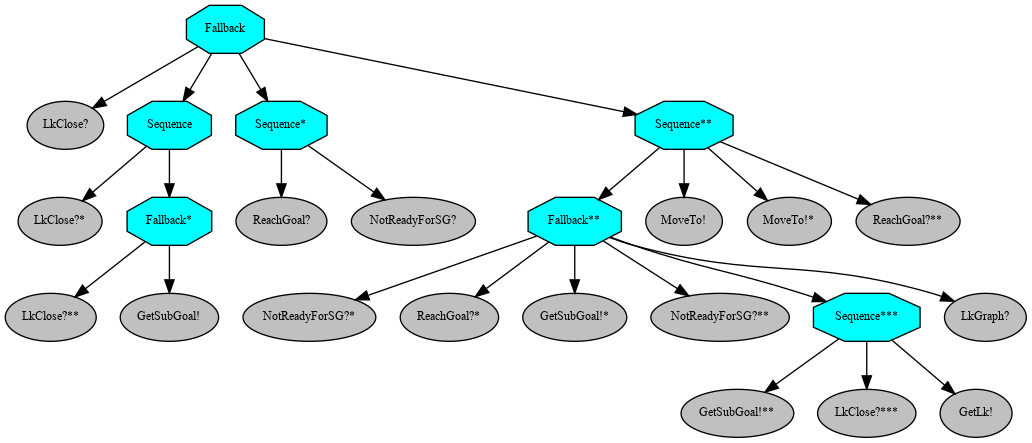 Fallback
LkClose?
Sequence
Sequence*
Sequence**
LkClose?*
Fallback*
ReachGoal?
NotReadyForSG?
Fallback**
MoveTo!
MoveTo!*
ReachGoal?**
LkClose?**
GetSubGoal!
NotReadyForSG?*
ReachGoal?*
GetSubGoal!*
NotReadyForSG?**
Sequence***
LkGraph?
GetSubGoal!**
LkClose?***
GetLk!